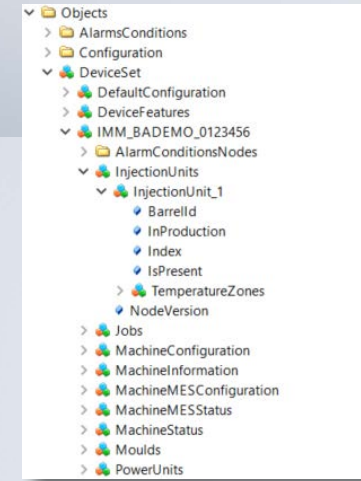 Objects
AlarmsConditions
Configuration
DeviceSet
DefaultConfiguration
DeviceFeatures
IMM_BADEMO_0123456
AlarmConditionsNodes
InjectionUnits
InjectionUnit_1
BarrelId
InProduction
Index
IsPresent
TemperatureZones
NodeVersion
Jobs
MachineConfiguration
MachineInformation
MachineMESConfiguration
MachineMESStatus
MachineStatus
Moulds
PowerUnits